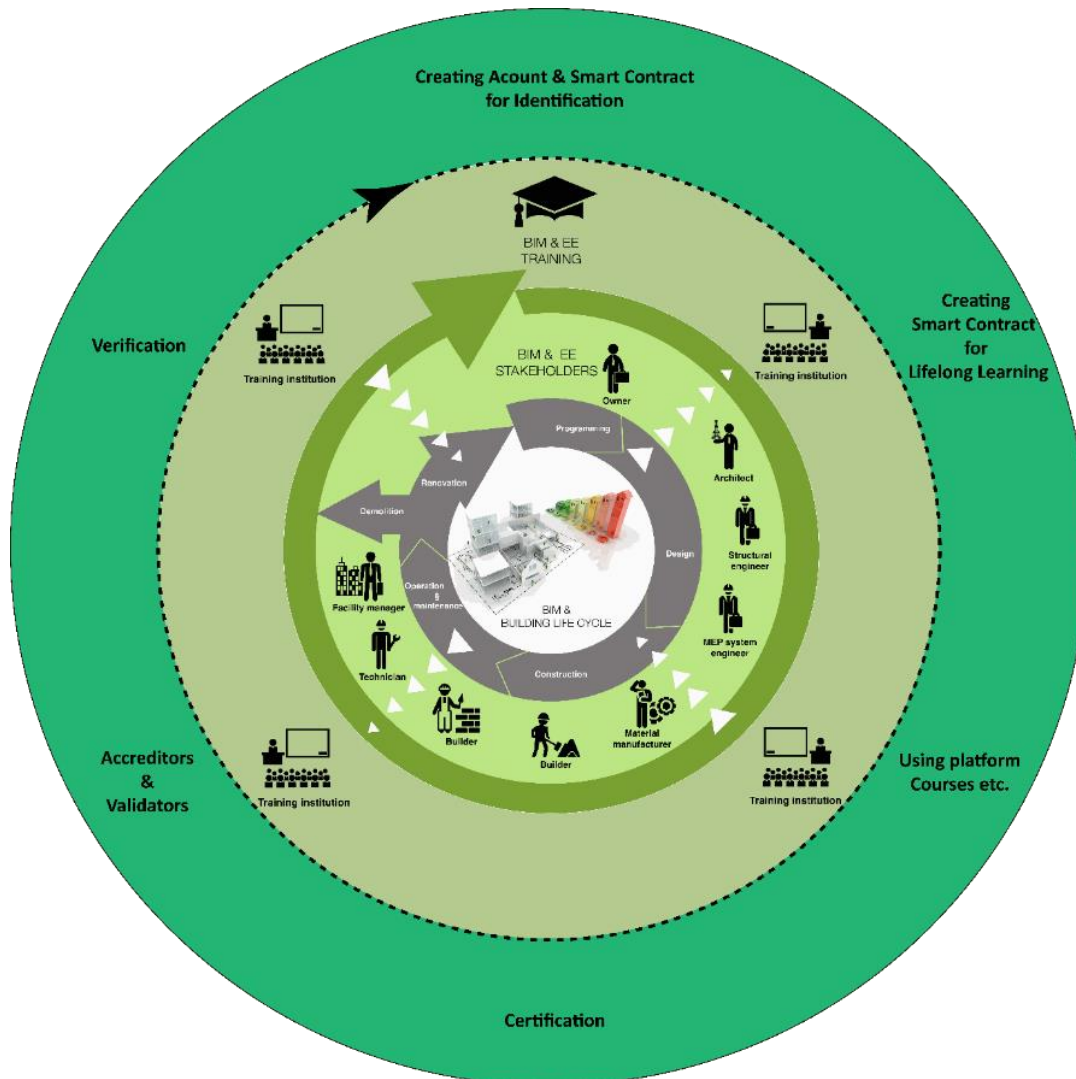 Creating Acount & Smart Contract
for Identification
BIM & EE
TRAINING
Verification
Training institution
Training institution
Creating
Smart Contract
for
Lifelong Learning
BIM & EE
STAKEHOLDERS
Owner
Programming
Architect
Renovation
Demolition
Design
Structural
engineer
Operation
&
maintenance
Facility manager
BIM &
BUILDING LIFE CYCLE
MEP system
engineer
Technician
Construction
Builder
Builder
Material
manufacturer
Accreditors
&
Validators
Training institution
Training institution
Using platform
Courses etc.
Certification